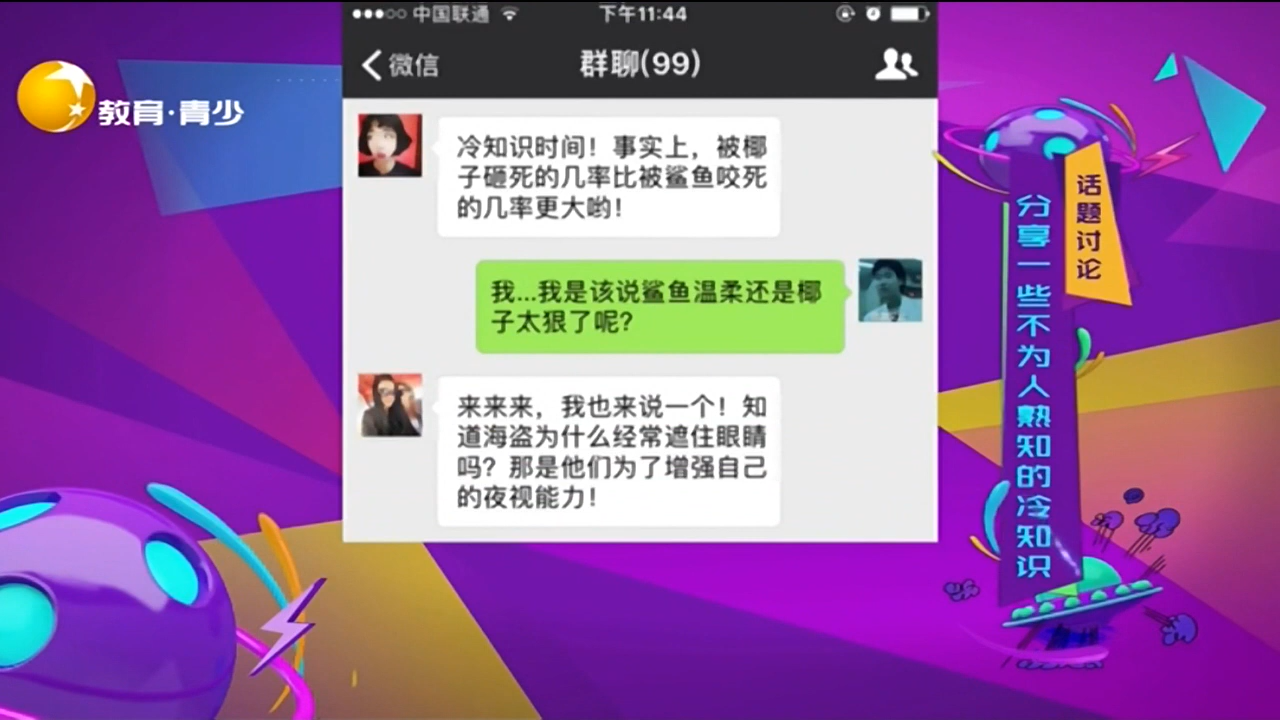 中国联通
下午11:44
微信
群聊(99)
教育·青少
冷知识时间！事实上，被椰
子砸死的几率比被鲨鱼咬死
的几率更大哟！
我...我是该说鲨鱼温柔还是椰
子太狠了呢？
来来来，我也来说一个！知
道海盗为什么经常遮住眼睛
吗？那是他们为了增强自己
的夜视能力！
话题讨论
分享一些不为人熟知的冷知识